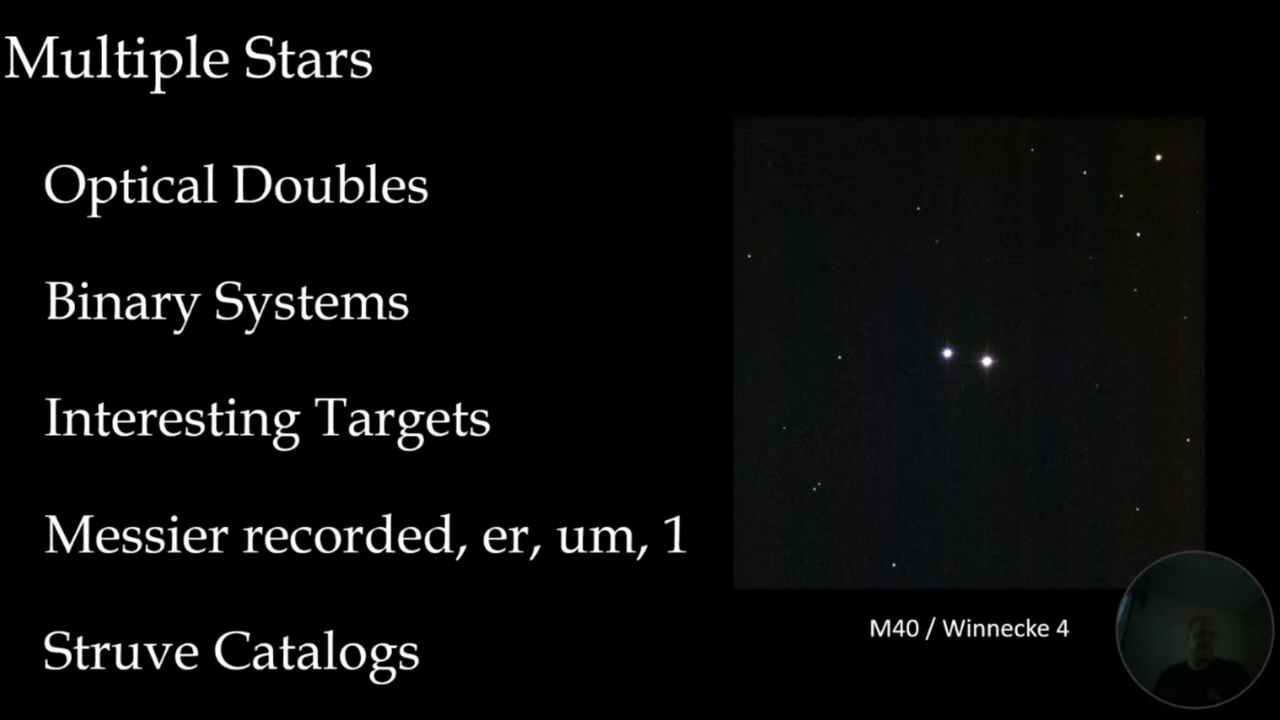 Multiple Stars
Optical Doubles
Binary Systems
Interesting Targets
Messier recorded, er, um, 1
Struve Catalogs
M40 / Winnecke 4